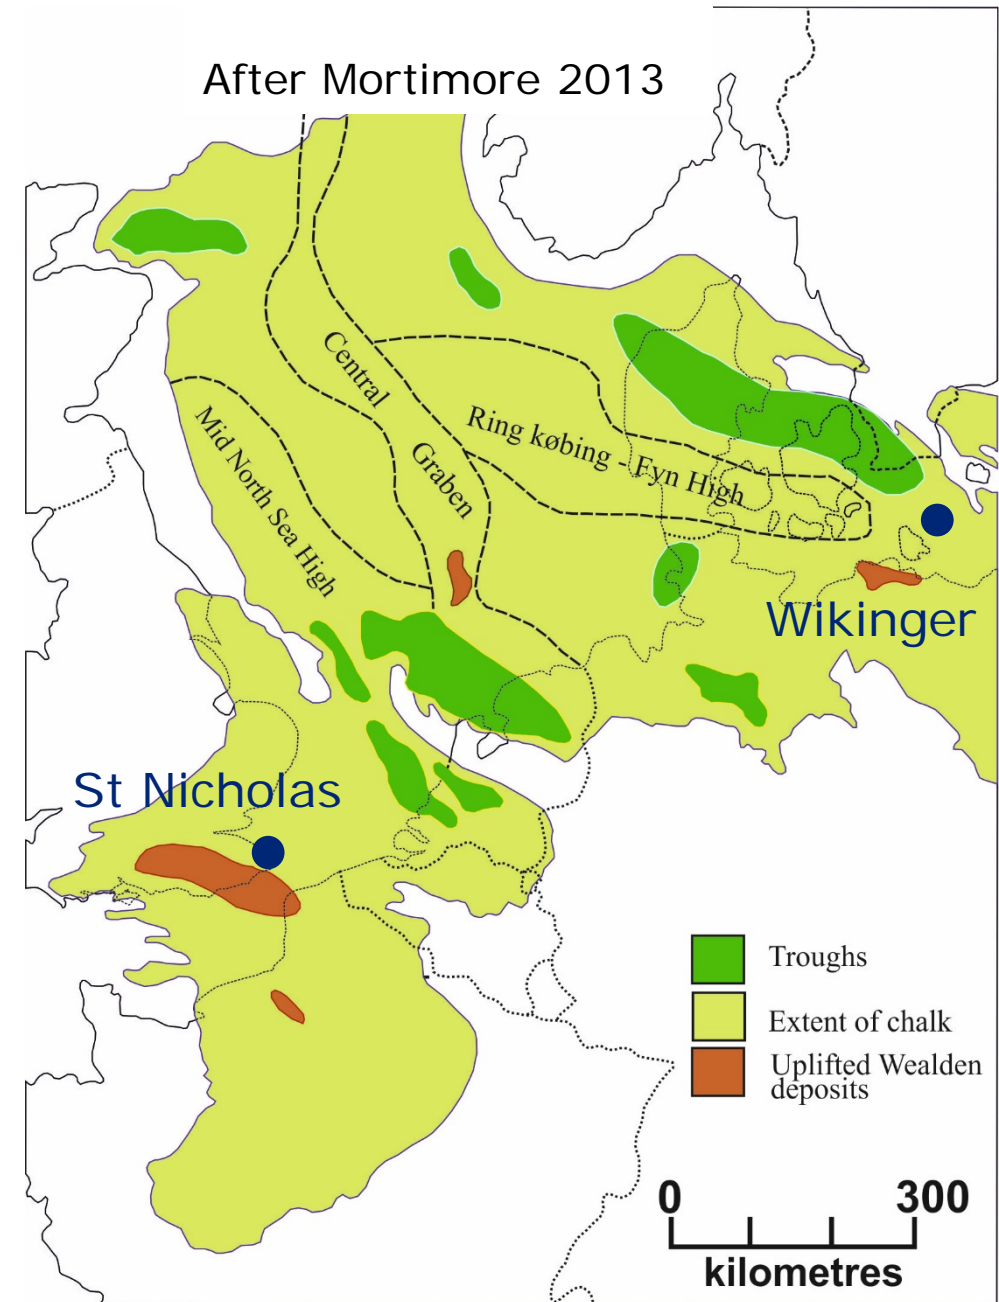 After Mortimore 2013
Central
Graben
Ring købing - Fyn High
Mid North Sea High
Wikinger
St Nicholas
Troughs
Extent of chalk
Uplifted Wealden
deposits
0 300
kilometres